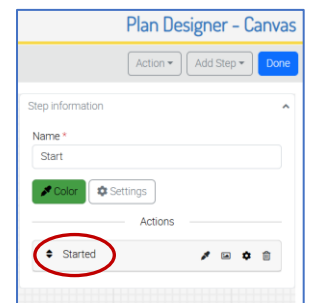 Plan Designer - Canvas
Action Add Step Done
Step information
Name *
Start
Color Settings
Actions
Started